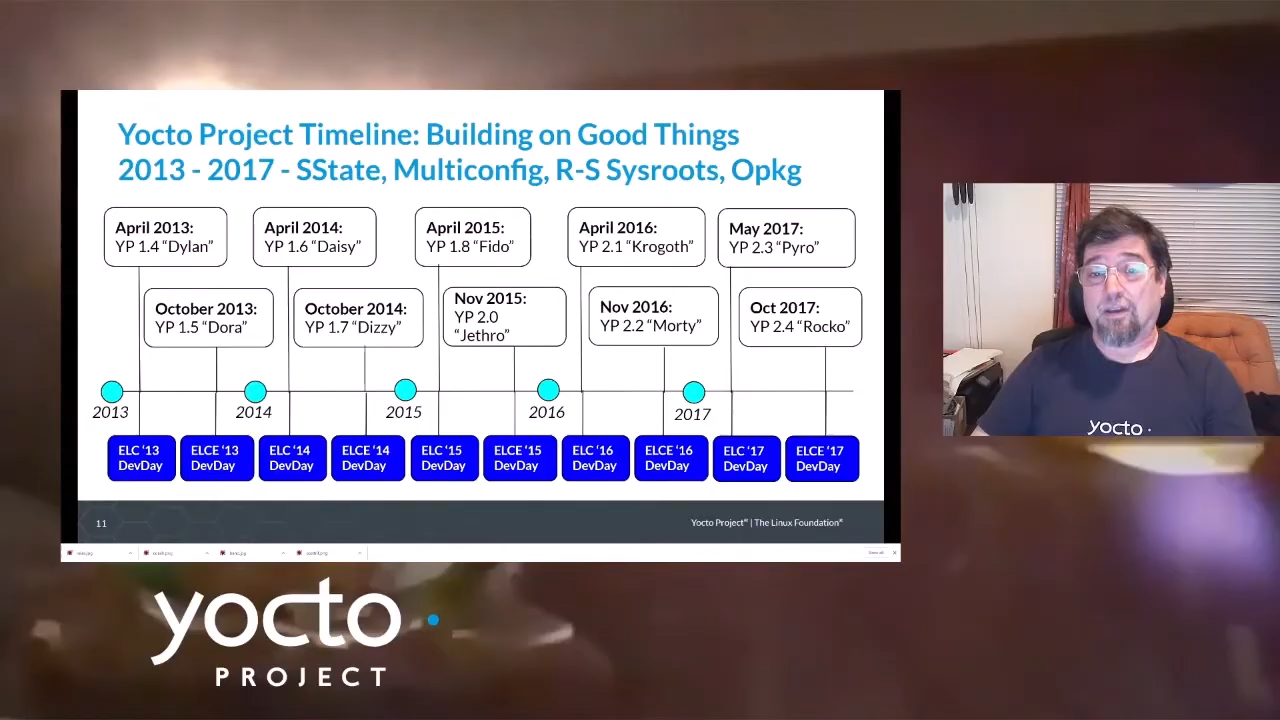 Yocto Project Timeline: Building on Good Things
2013 - 2017 - SState, Multiconfig, R-S Sysroots, Opkg
April 2013:
YP 1.4 “Dylan”
April 2014:
YP 1.6 “Daisy”
April 2015:
YP 1.8 “Fido”
April 2016:
YP 2.1 “Krogoth”
May 2017:
YP 2.3 “Pyro”
October 2013:
YP 1.5 “Dora”
October 2014:
YP 1.7 “Dizzy”
Nov 2015:
YP 2.0
“Jethro”
Nov 2016:
YP 2.2 “Morty”
Oct 2017:
YP 2.4 “Rocko”
2013
2014
2015
2016
2017
ELC ‘13
DevDay
ELCE ‘13
DevDay
ELC ‘14
DevDay
ELCE ‘14
DevDay
ELC ‘15
DevDay
ELCE ‘15
DevDay
ELC ‘16
DevDay
ELCE ‘16
DevDay
ELC ‘17
DevDay
ELCE ‘17
DevDay
11
Yocto Project® | The Linux Foundation®
yocto
PROJECT
yocto